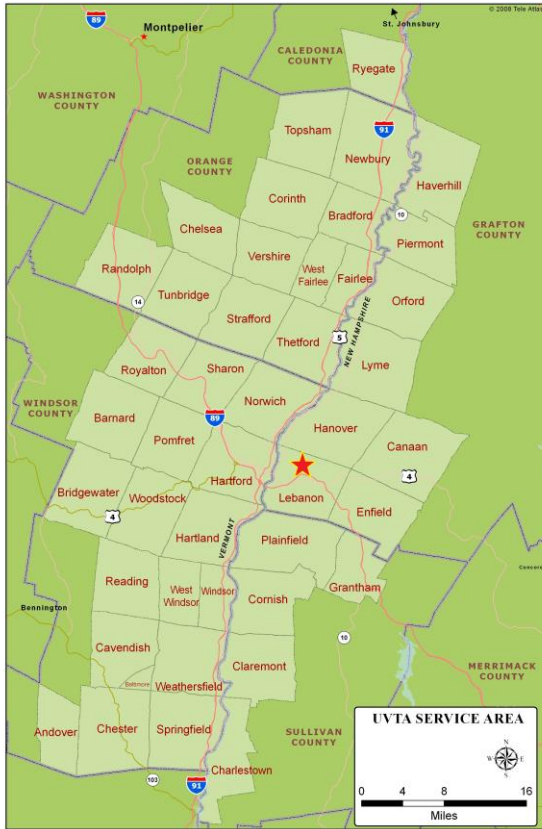 © 2008 Tele Atlas
89
Montpelier
St. Johnsbury
CALEDONIA
COUNTY
Ryegate
WASHINGTON
COUNTY
Topsham
91
Newbury
ORANGE
COUNTY
Haverhill
Corinth
Bradford
10
Chelsea
GRAFTON
COUNTY
Piermont
Vershire
West
Fairlee
Fairlee
Randolph
Tunbridge
Orford
14
Strafford
NEW HAMPSHIRE
5
Thetford
Lyme
Royalton
Sharon
Norwich
WINDSOR
COUNTY
Barnard
89
Hanover
Pomfret
Canaan
4
Bridgewater
Woodstock
Hartford
Lebanon
Enfield
4
Hartland
VERMONT
Plainfield
Concord
Reading
West
Windsor
Windsor
Grantham
Cornish
Bennington
10
Cavendish
Claremont
MERRIMACK
COUNTY
Baltimore
Weathersfield
Andover
Chester
Springfield
SULLIVAN
COUNTY
Charlestown
103
91
UVTA SERVICE AREA
N
W
E
S
0 4 8 16
Miles